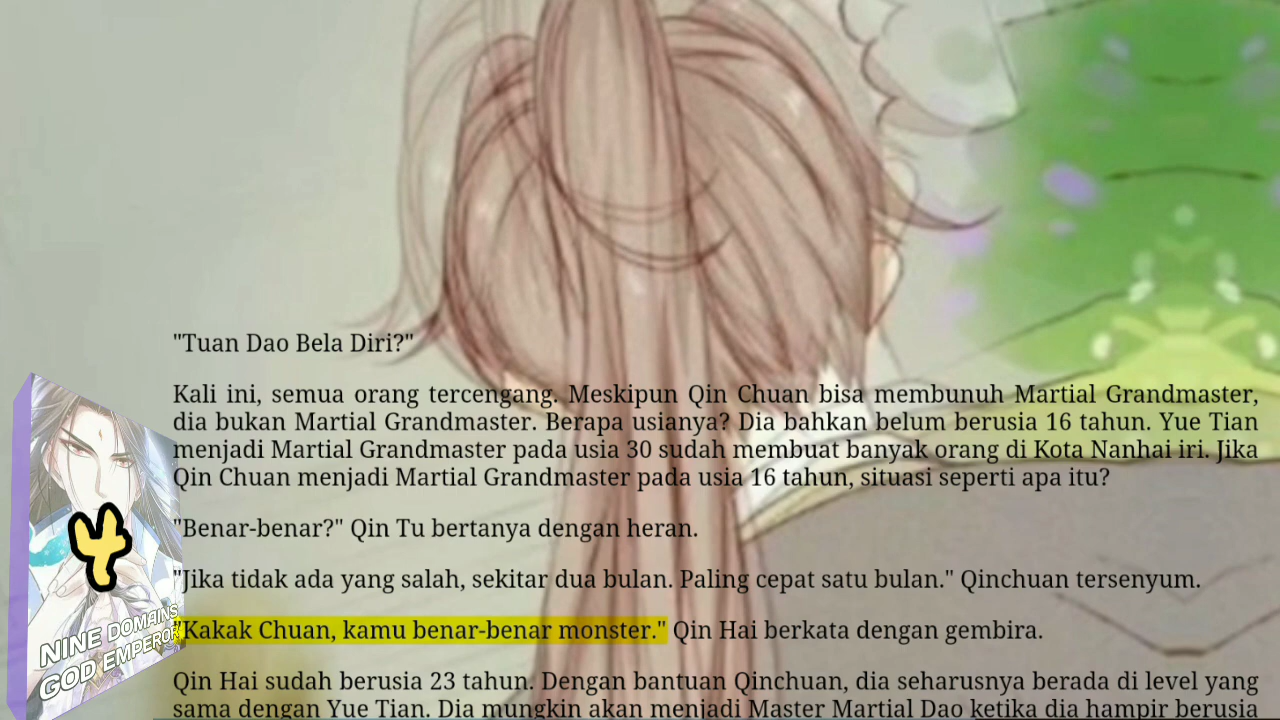 "Tuan Dao Bela Diri?"
Kali ini, semua orang tercengang. Meskipun Qin Chuan bisa membunuh Martial Grandmaster,
dia bukan Martial Grandmaster. Berapa usianya? Dia bahkan belum berusia 16 tahun. Yue Tian
menjadi Martial Grandmaster pada usia 30 sudah membuat banyak orang di Kota Nanhai iri. Jika
Qin Chuan menjadi Martial Grandmaster pada usia 16 tahun, situasi seperti apa itu?
"Benar-benar?" Qin Tu bertanya dengan heran.
"Jika tidak ada yang salah, sekitar dua bulan. Paling cepat satu bulan." Qinchuan tersenyum.
"Kakak Chuan, kamu benar-benar monster." Qin Hai berkata dengan gembira.
Qin Hai sudah berusia 23 tahun. Dengan bantuan Qinchuan, dia seharusnya berada di level yang
sama dengan Yue Tian. Dia mungkin akan menjadi Master Martial Dao ketika dia hampir berusia
4
NINE DOMAINS
GOD EMPEROR